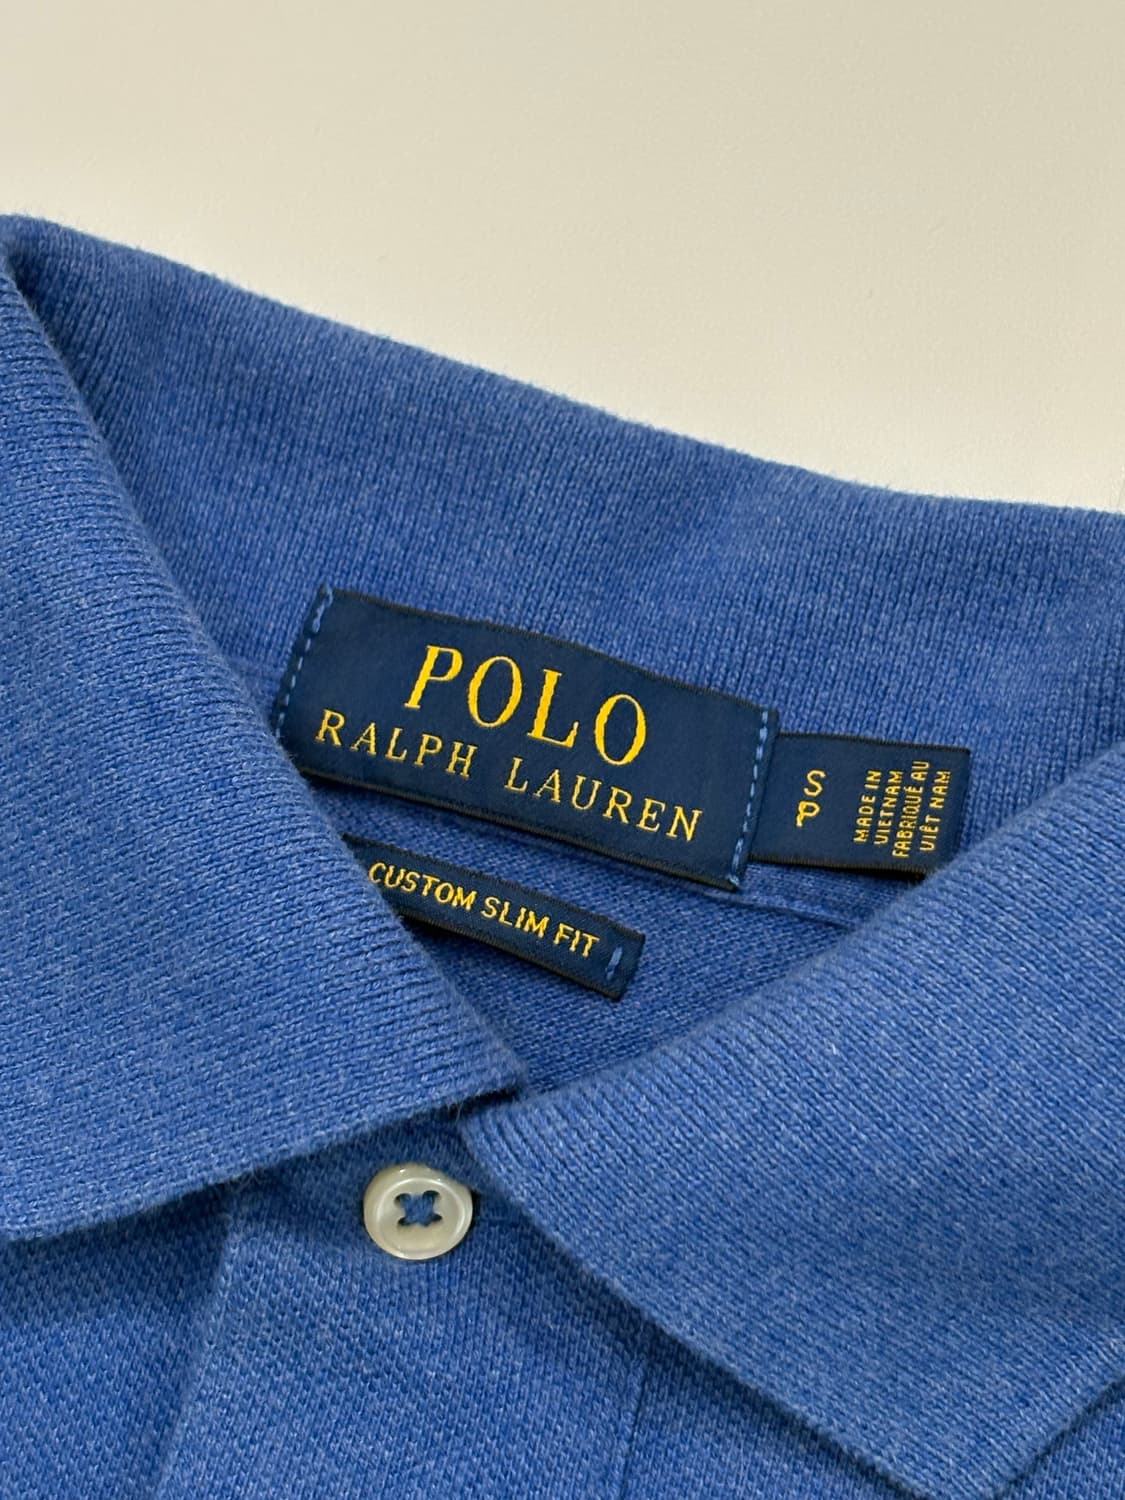 POLO
RALPH LAUREN
S
P
MADE IN
VIETNAM
FABRIQUÉ AU
VIÊT NAM
CUSTOM SLIM FIT